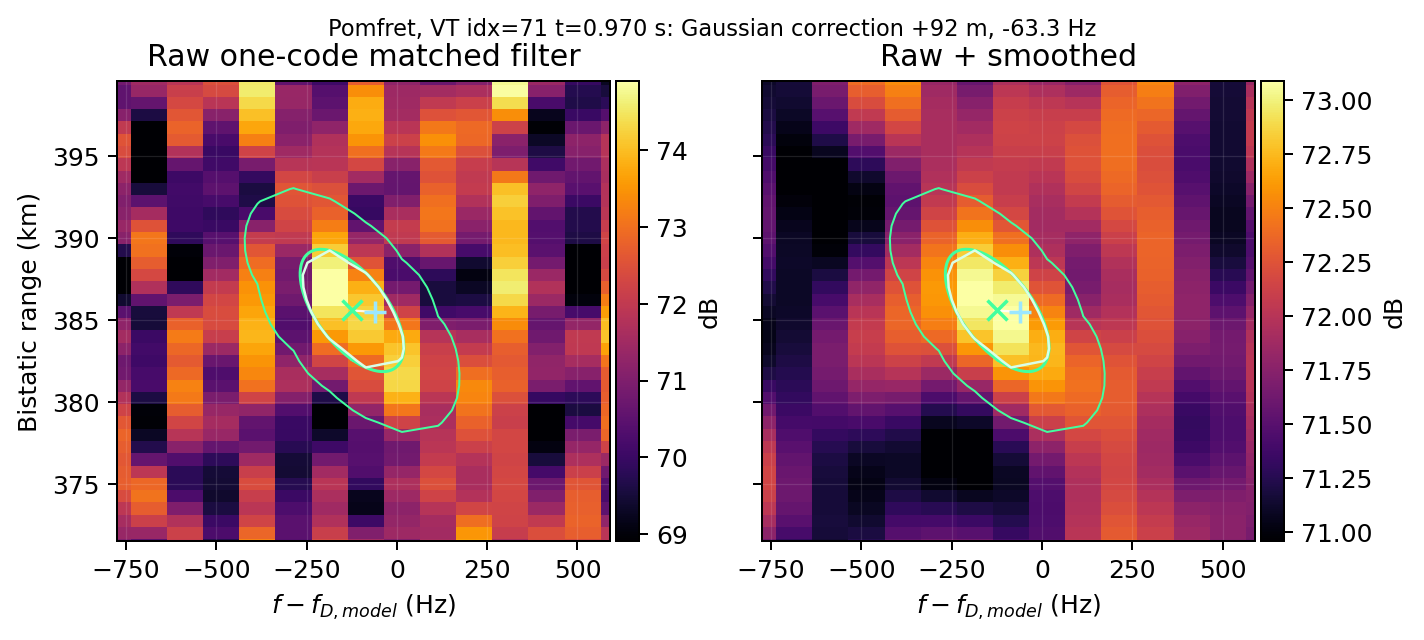 Pomfret, VT idx=71 t=0.970 s: Gaussian correction +92 m, -63.3 Hz
Raw one-code matched filter
Raw + smoothed
Bistatic range (km)
395
390
385
380
375
−750 −500 −250 0 250 500
f − f_{D, model} (Hz)
74
73
72
71
70
69
dB
−750 −500 −250 0 250 500
f − f_{D, model} (Hz)
73.00
72.75
72.50
72.25
72.00
71.75
71.50
71.25
71.00
dB